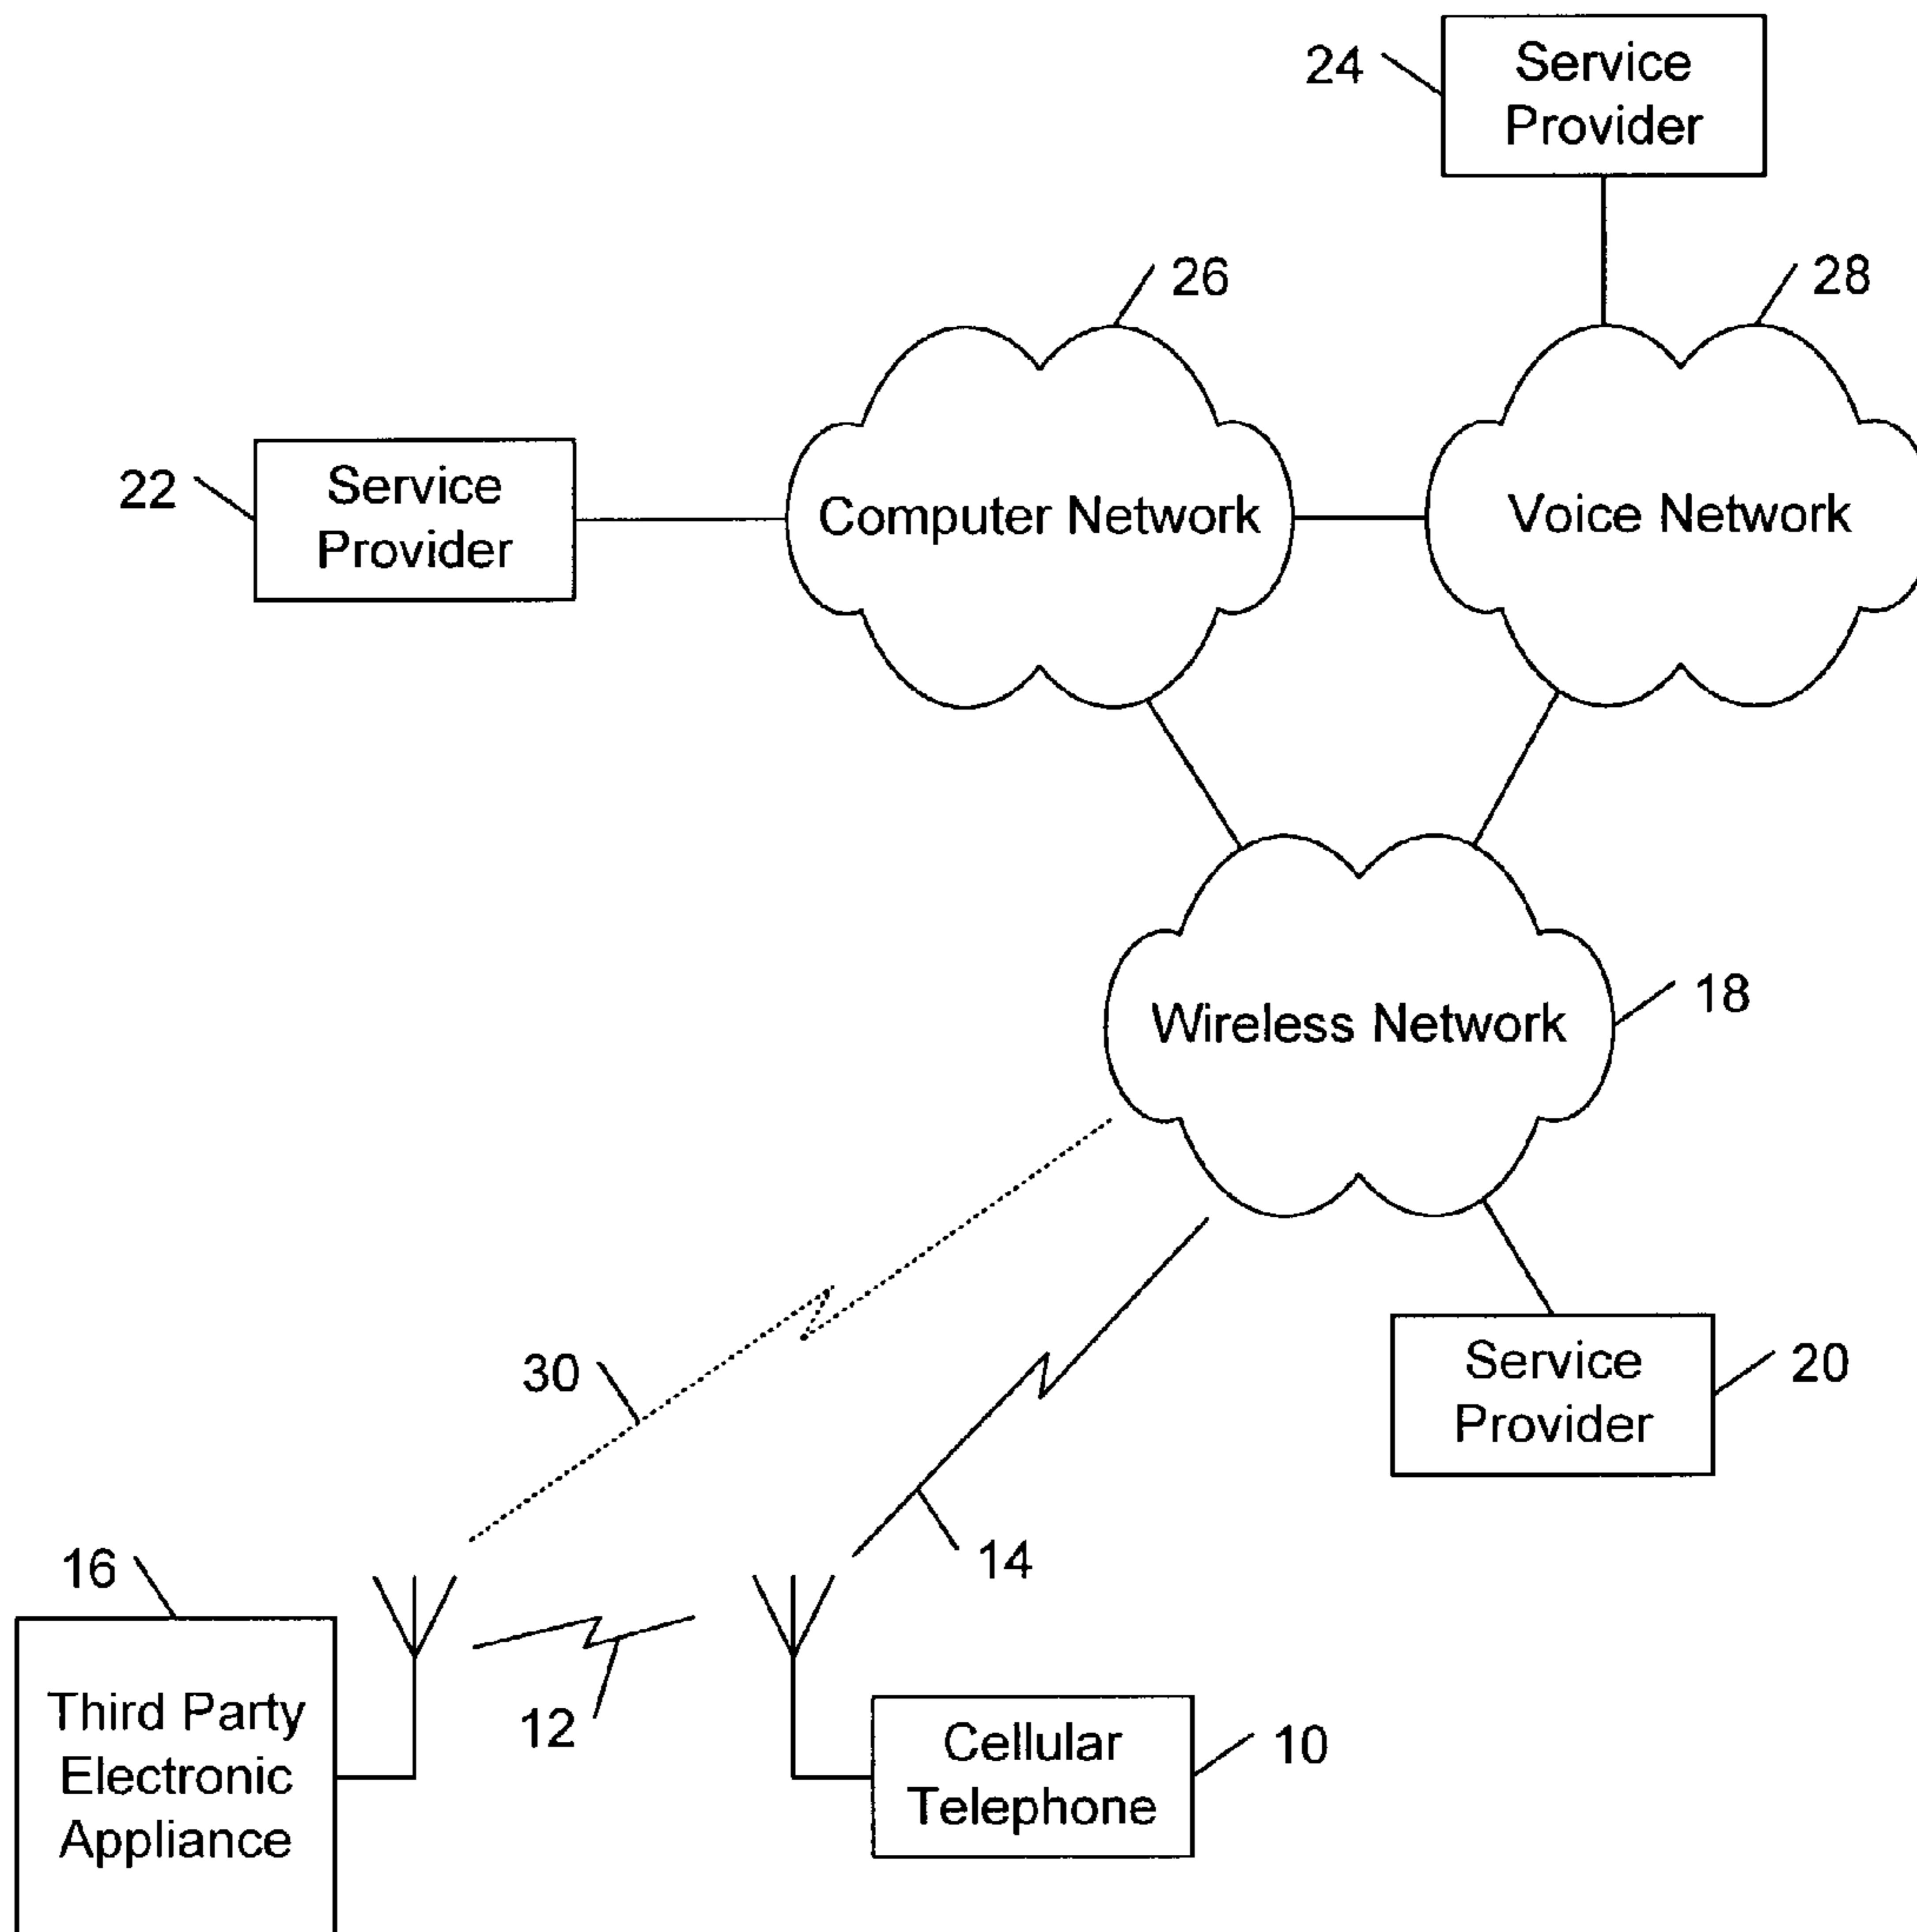 24
Service
Provider
26
28
22
Service
Provider
Computer Network
Voice Network
Wireless Network
18
30
Service
Provider
20
14
16
12
Third Party
Electronic
Appliance
Cellular
Telephone
10